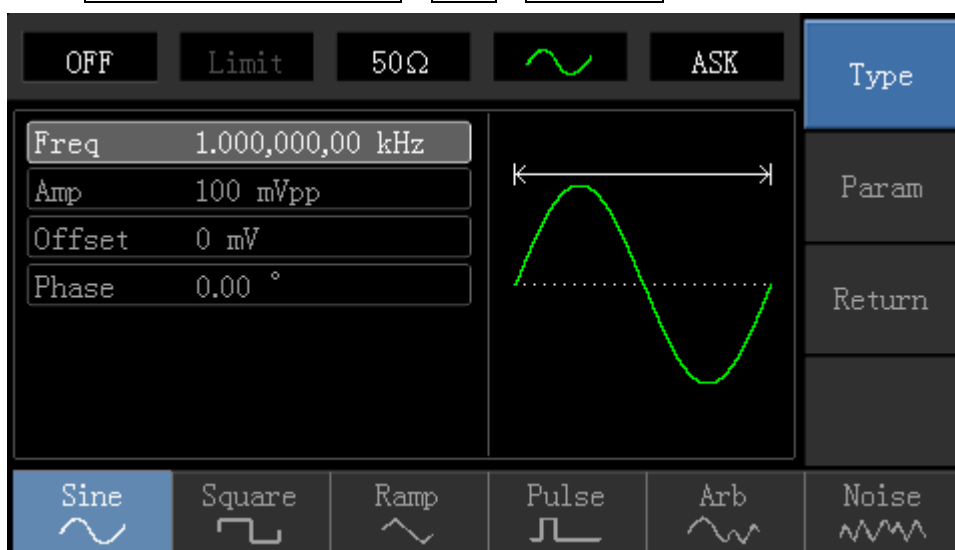 OFF Limit 50Ω ASK Type
Freq 1.000,000,00 kHz
Amp 100 mVpp
Param
Offset 0 mV
Phase 0.00 °
Return
Sine Square Ramp Pulse Arb Noise